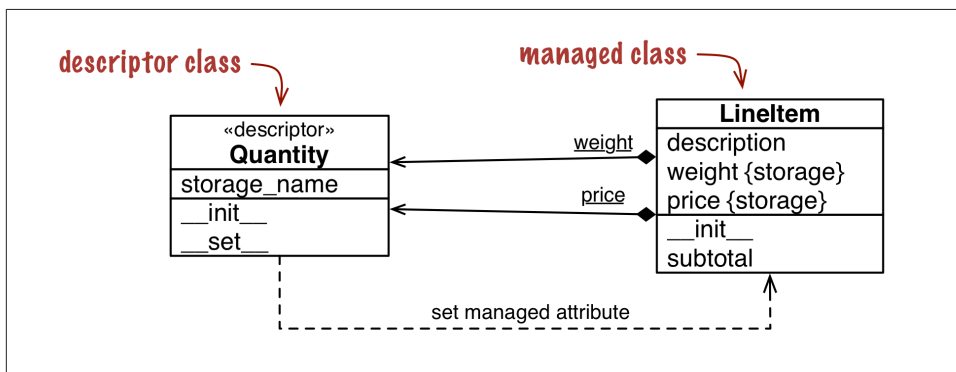 descriptor class
managed class
«descriptor»
Quantity
storage_name
__init__
__set__
weight
price
LineItem
description
weight {storage}
price {storage}
__init__
subtotal
set managed attribute